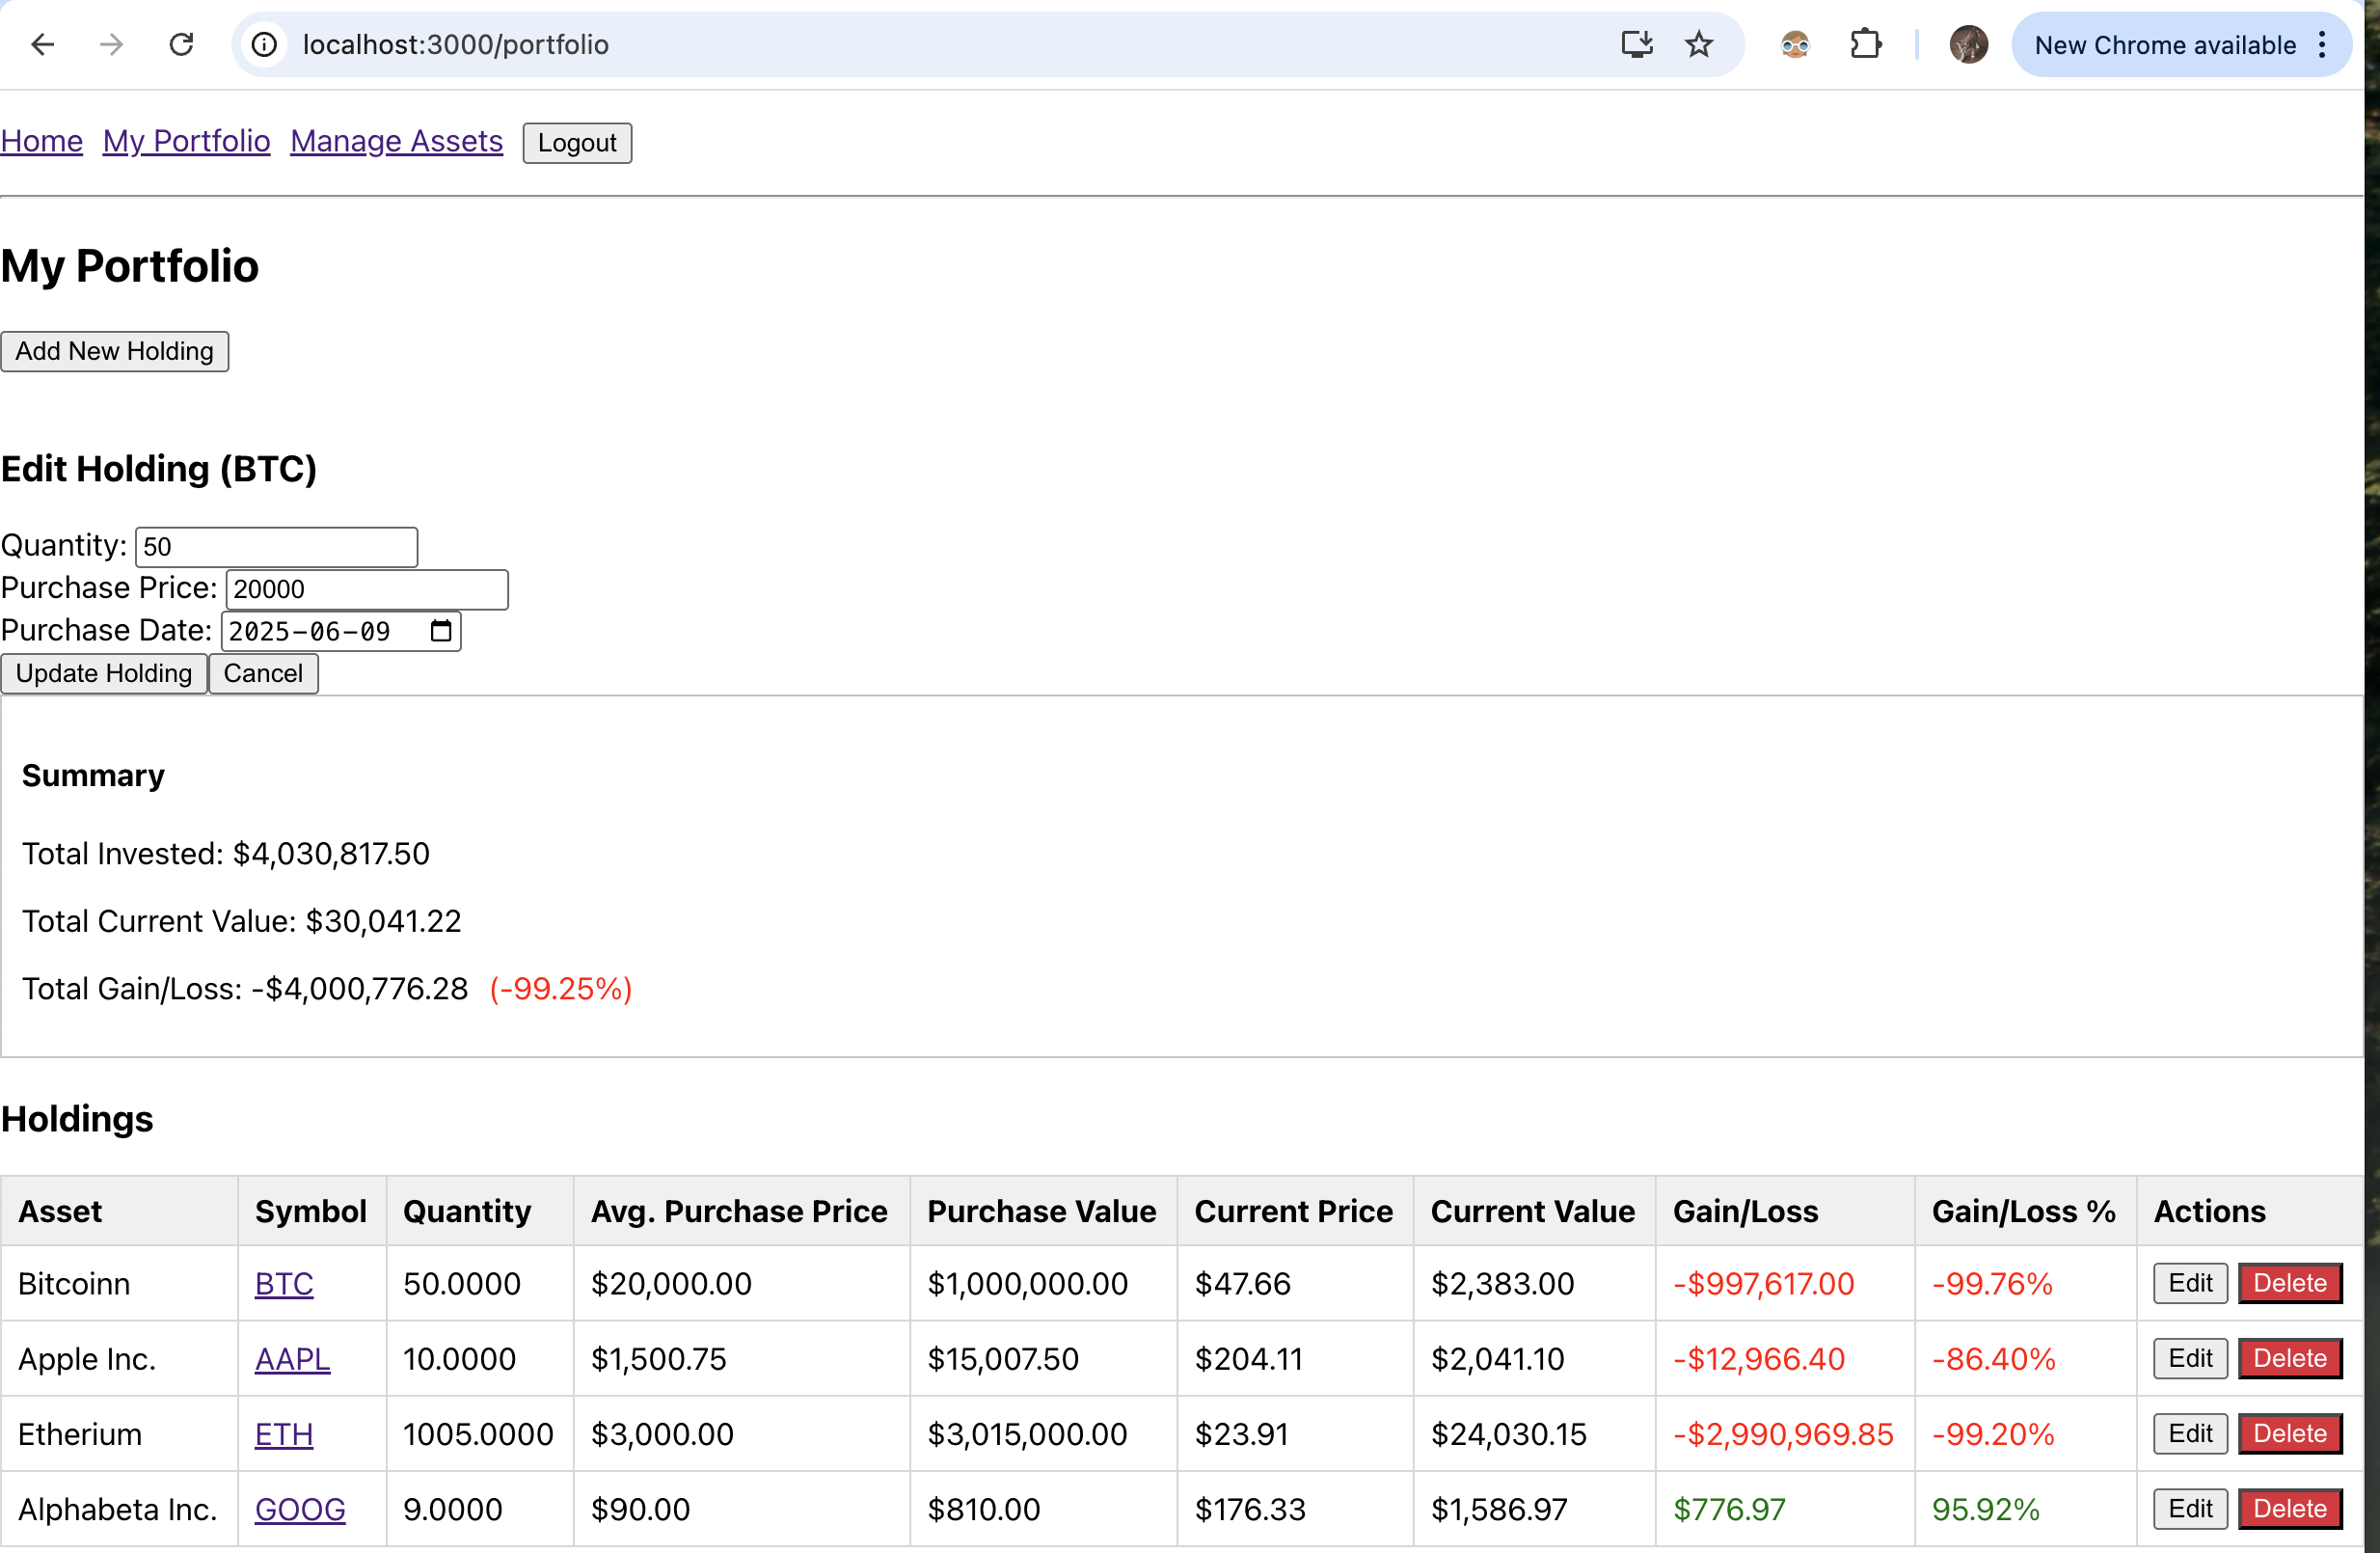 localhost:3000/portfolio
New Chrome available
Home My Portfolio Manage Assets Logout
My Portfolio
Add New Holding
Edit Holding (BTC)
Quantity: 50
Purchase Price: 20000
Purchase Date: 2025-06-09
Update Holding Cancel
Summary
Total Invested: $4,030,817.50
Total Current Value: $30,041.22
Total Gain/Loss: -$4,000,776.28 (-99.25%)
Holdings
Asset Symbol Quantity Avg. Purchase Price Purchase Value Current Price Current Value Gain/Loss Gain/Loss % Actions
Bitcoinn BTC 50.0000 $20,000.00 $1,000,000.00 $47.66 $2,383.00 -$997,617.00 -99.76% Edit Delete
Apple Inc. AAPL 10.0000 $1,500.75 $15,007.50 $204.11 $2,041.10 -$12,966.40 -86.40% Edit Delete
Etherium ETH 1005.0000 $3,000.00 $3,015,000.00 $23.91 $24,030.15 -$2,990,969.85 -99.20% Edit Delete
Alphabeta Inc. GOOG 9.0000 $90.00 $810.00 $176.33 $1,586.97 $776.97 95.92% Edit Delete